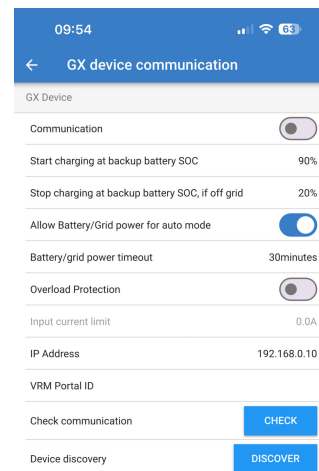 09:54
63
GX device communication
GX Device
Communication
Start charging at backup battery SOC 90%
Stop charging at backup battery SOC, if off grid 20%
Allow Battery/Grid power for auto mode
Battery/grid power timeout 30minutes
Overload Protection
Input current limit 0.0A
IP Address 192.168.0.10
VRM Portal ID
Check communication CHECK
Device discovery DISCOVER